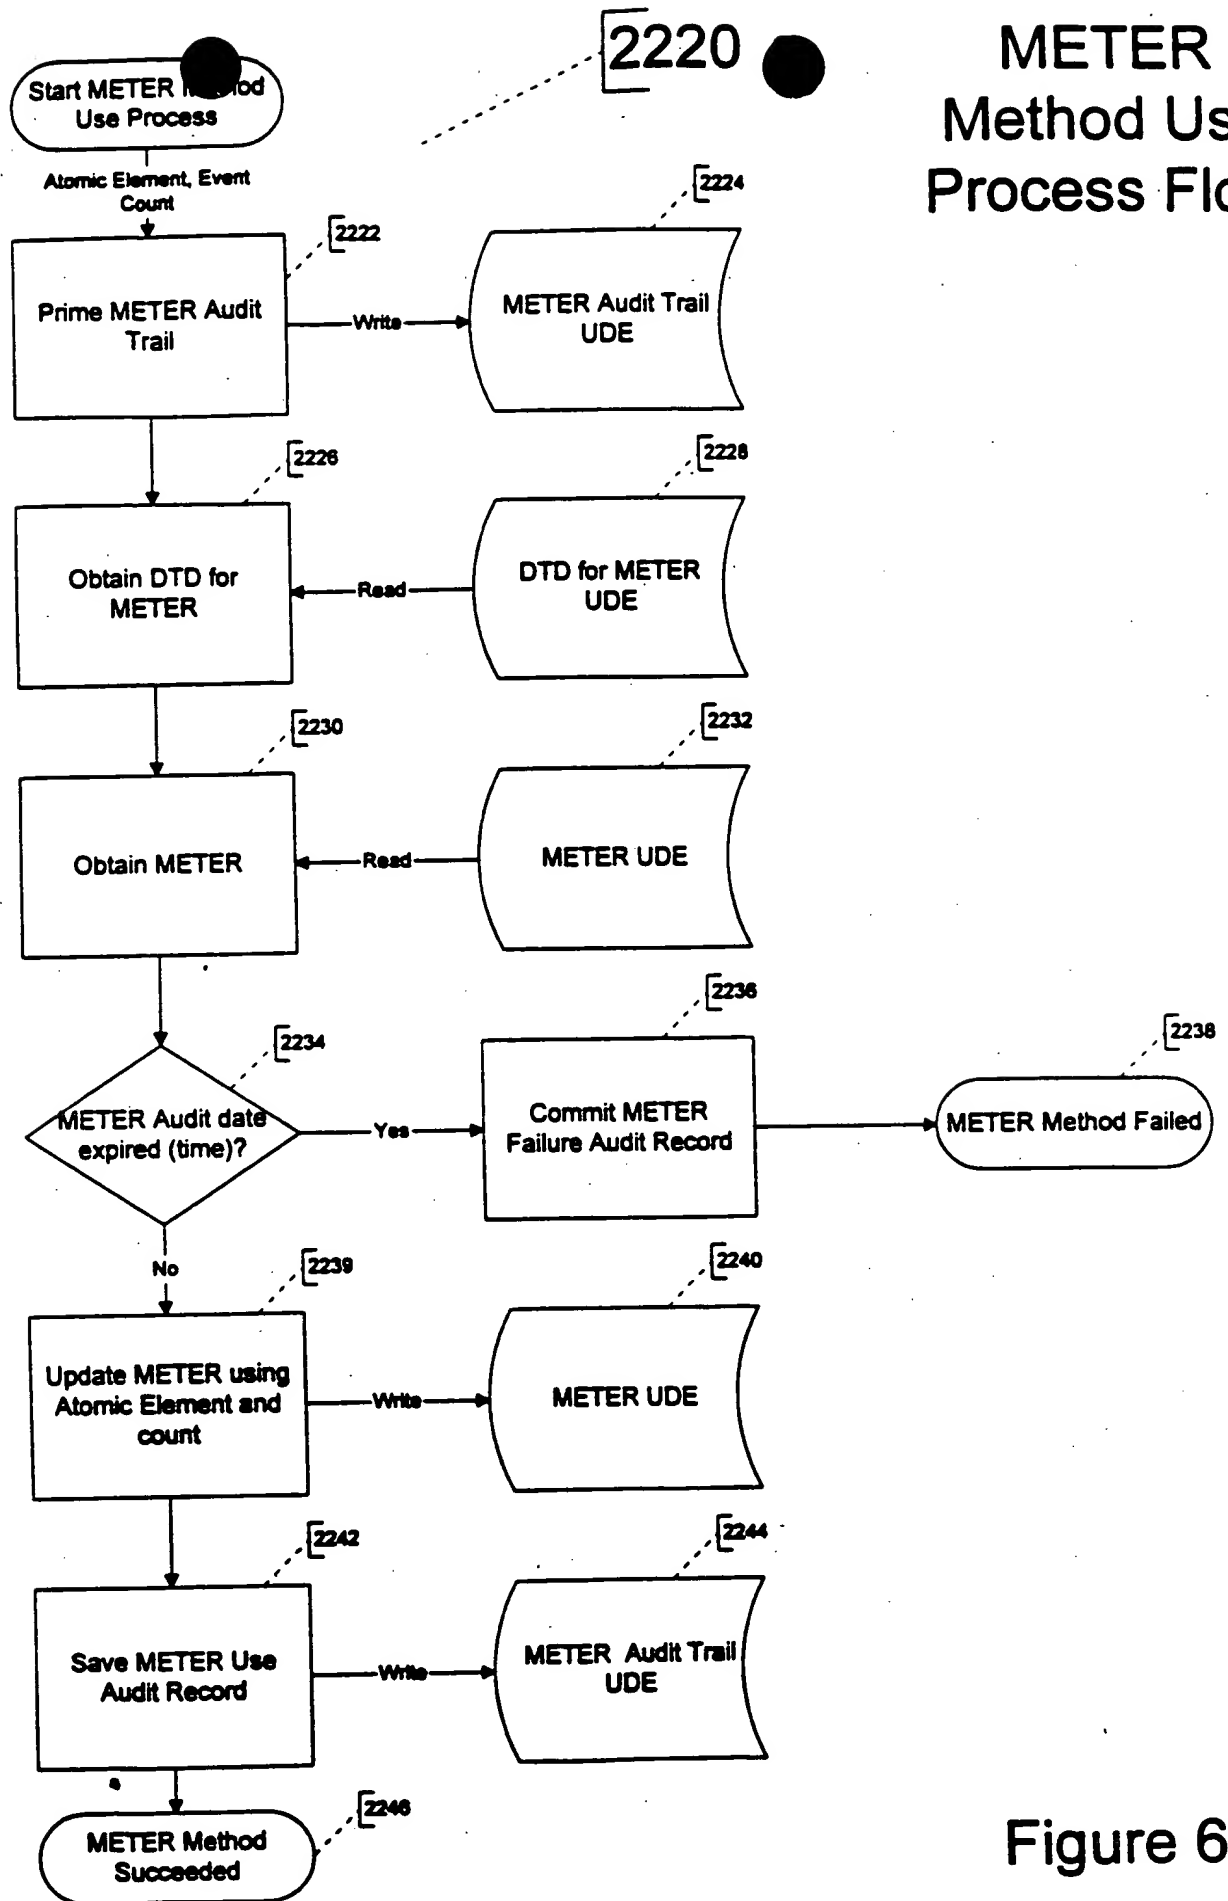 2220
METER
Method Us
Process Flo
Start METER
Use Process
Atomic Element, Event
Count
2222
Prime METER Audit
Trail
Write
2224
METER Audit Trail
UDE
2226
Obtain DTD for
METER
Read
2228
DTD for METER
UDE
2230
Obtain METER
Read
2232
METER UDE
2234
METER Audit date
expired (time)?
Yes
2236
Commit METER
Failure Audit Record
2238
METER Method Failed
No
2239
Update METER using
Atomic Element and
count
Write
2240
METER UDE
2242
Save METER Use
Audit Record
Write
2244
METER Audit Trail
UDE
2246
METER Method
Succeeded
Figure 6